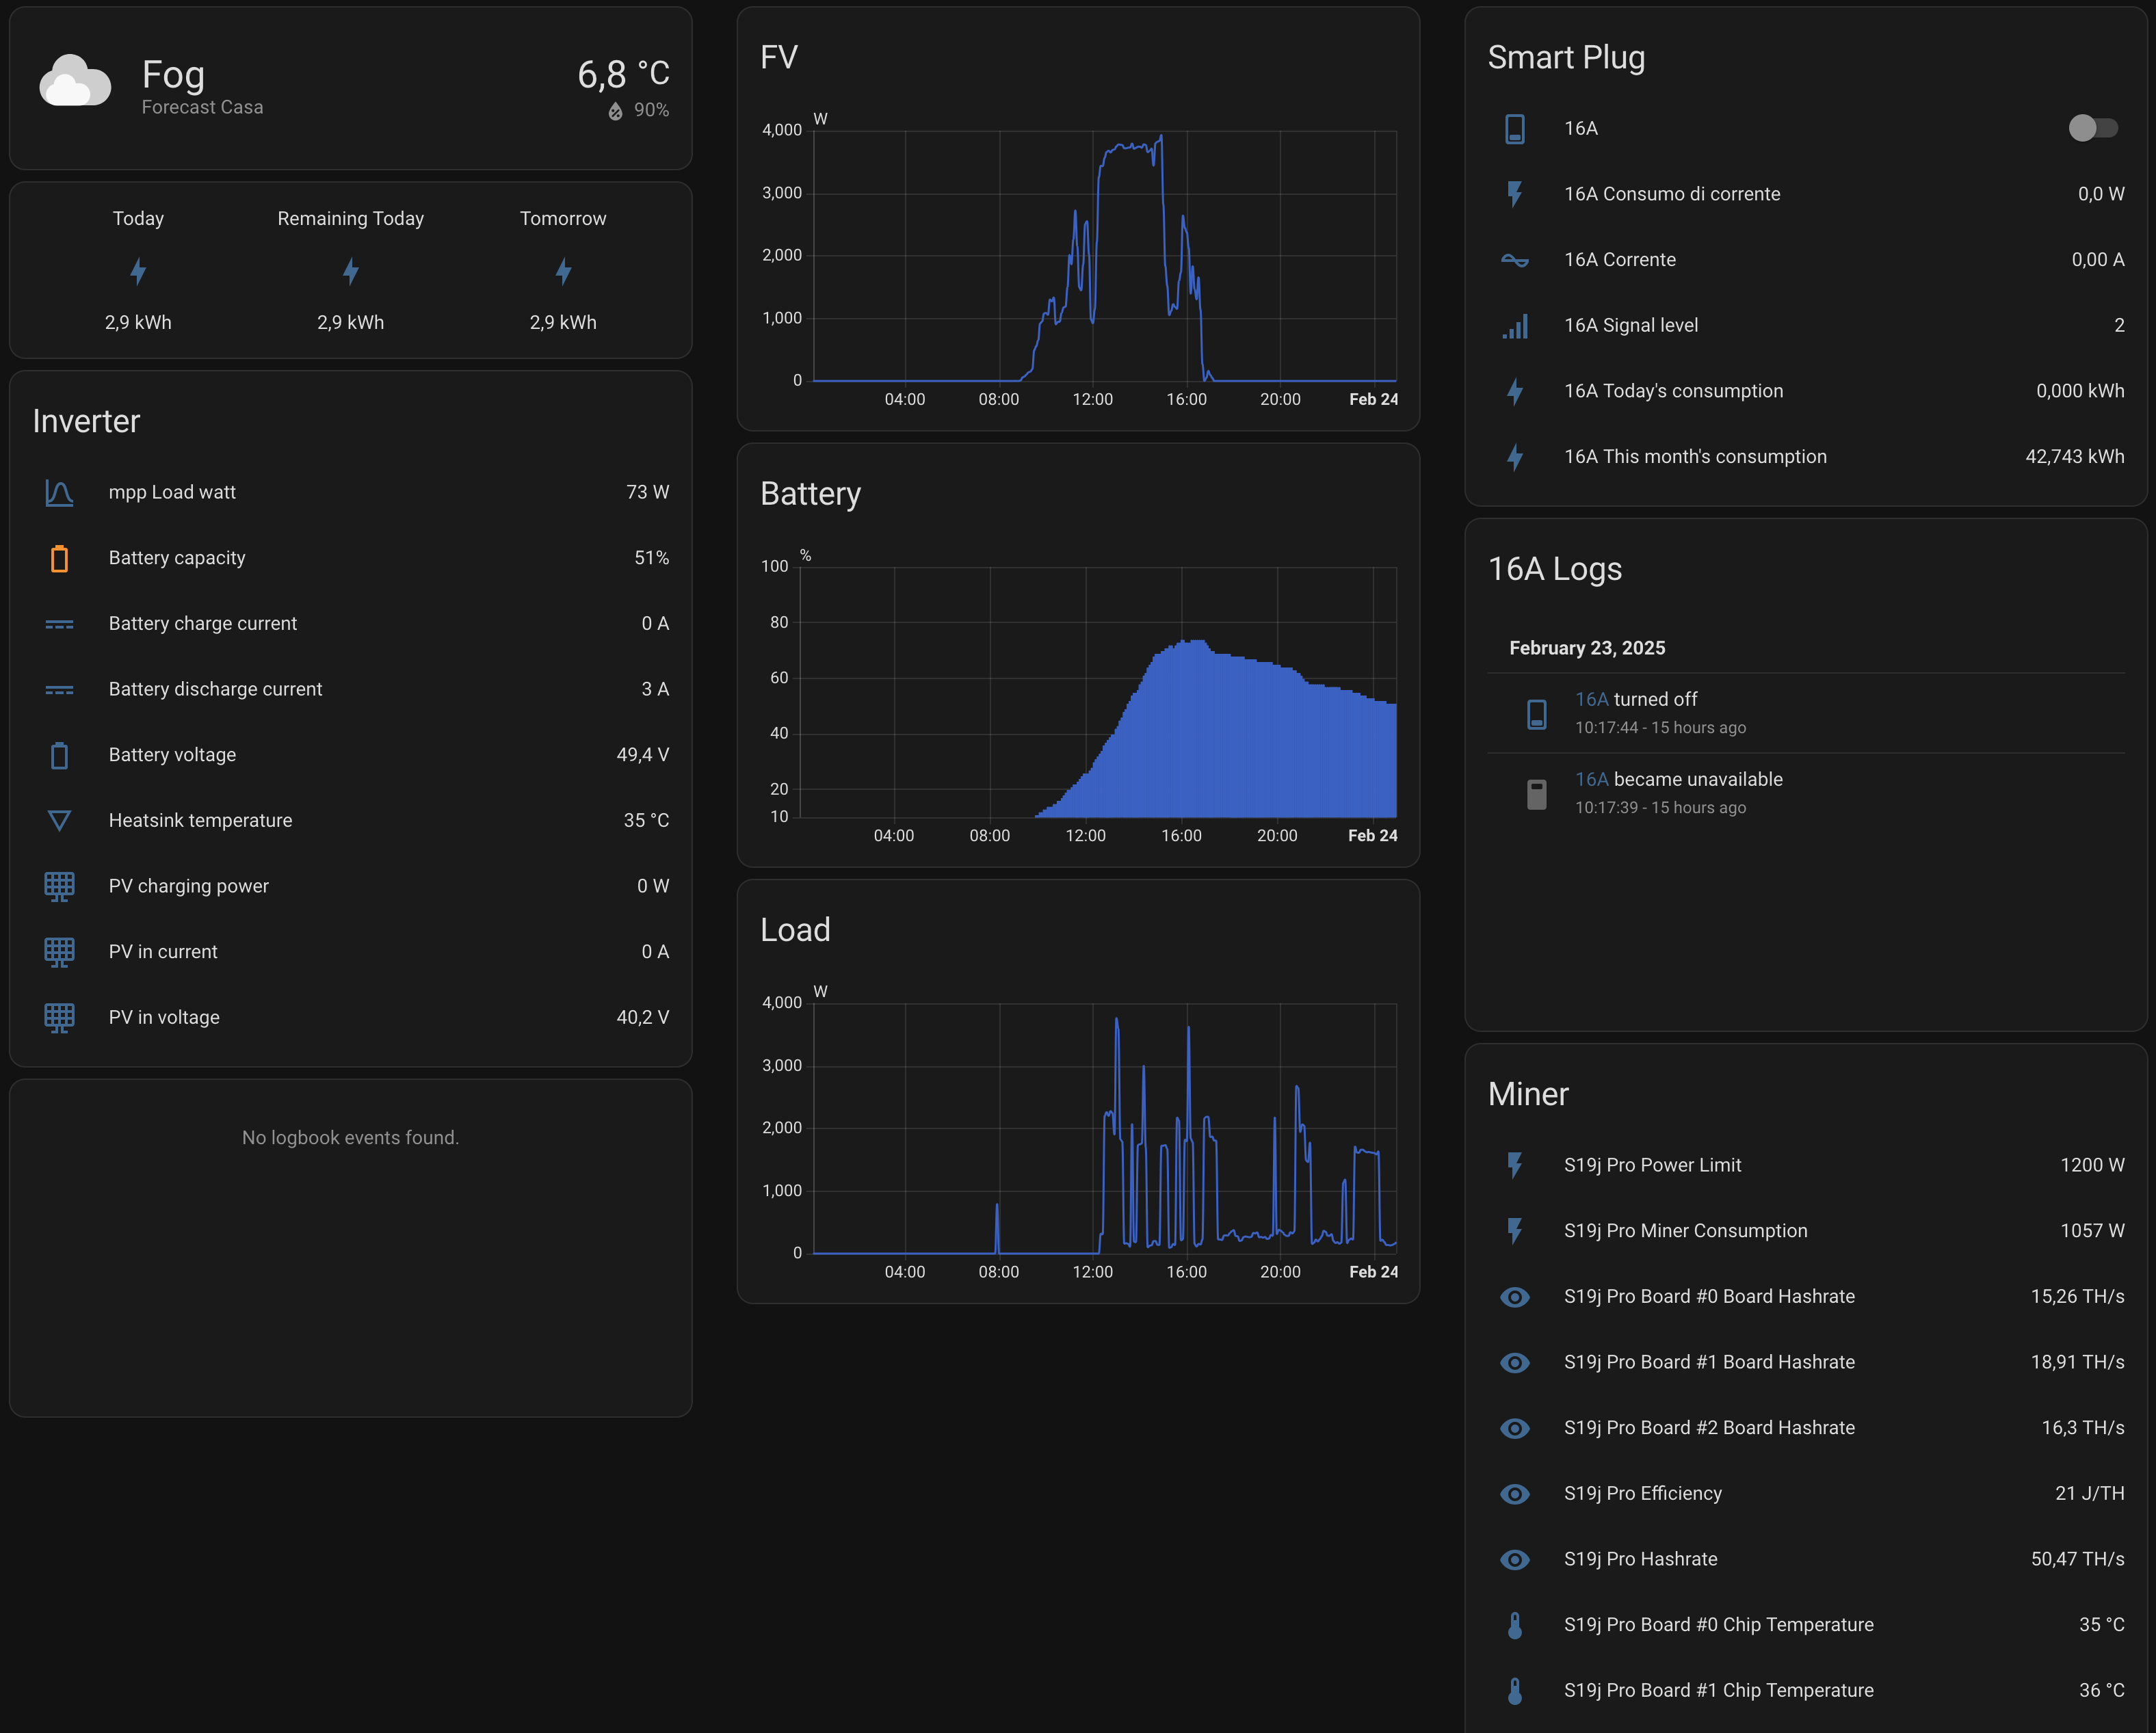 Fog
Forecast Casa
6,8 °C
90%
Today
Remaining Today
Tomorrow
2,9 kWh
2,9 kWh
2,9 kWh
Inverter
mpp Load watt 73 W
Battery capacity 51%
Battery charge current 0 A
Battery discharge current 3 A
Battery voltage 49,4 V
Heatsink temperature 35 °C
PV charging power 0 W
PV in current 0 A
PV in voltage 40,2 V
No logbook events found.
FV
W
4,000
3,000
2,000
1,000
0
04:00 08:00 12:00 16:00 20:00 Feb 24
Battery
%
100
80
60
40
20
10
04:00 08:00 12:00 16:00 20:00 Feb 24
Load
W
4,000
3,000
2,000
1,000
0
04:00 08:00 12:00 16:00 20:00 Feb 24
Smart Plug
16A
16A Consumo di corrente 0,0 W
16A Corrente 0,00 A
16A Signal level 2
16A Today's consumption 0,000 kWh
16A This month's consumption 42,743 kWh
16A Logs
February 23, 2025
16A turned off
10:17:44 - 15 hours ago
16A became unavailable
10:17:39 - 15 hours ago
Miner
S19j Pro Power Limit 1200 W
S19j Pro Miner Consumption 1057 W
S19j Pro Board #0 Board Hashrate 15,26 TH/s
S19j Pro Board #1 Board Hashrate 18,91 TH/s
S19j Pro Board #2 Board Hashrate 16,3 TH/s
S19j Pro Efficiency 21 J/TH
S19j Pro Hashrate 50,47 TH/s
S19j Pro Board #0 Chip Temperature 35 °C
S19j Pro Board #1 Chip Temperature 36 °C